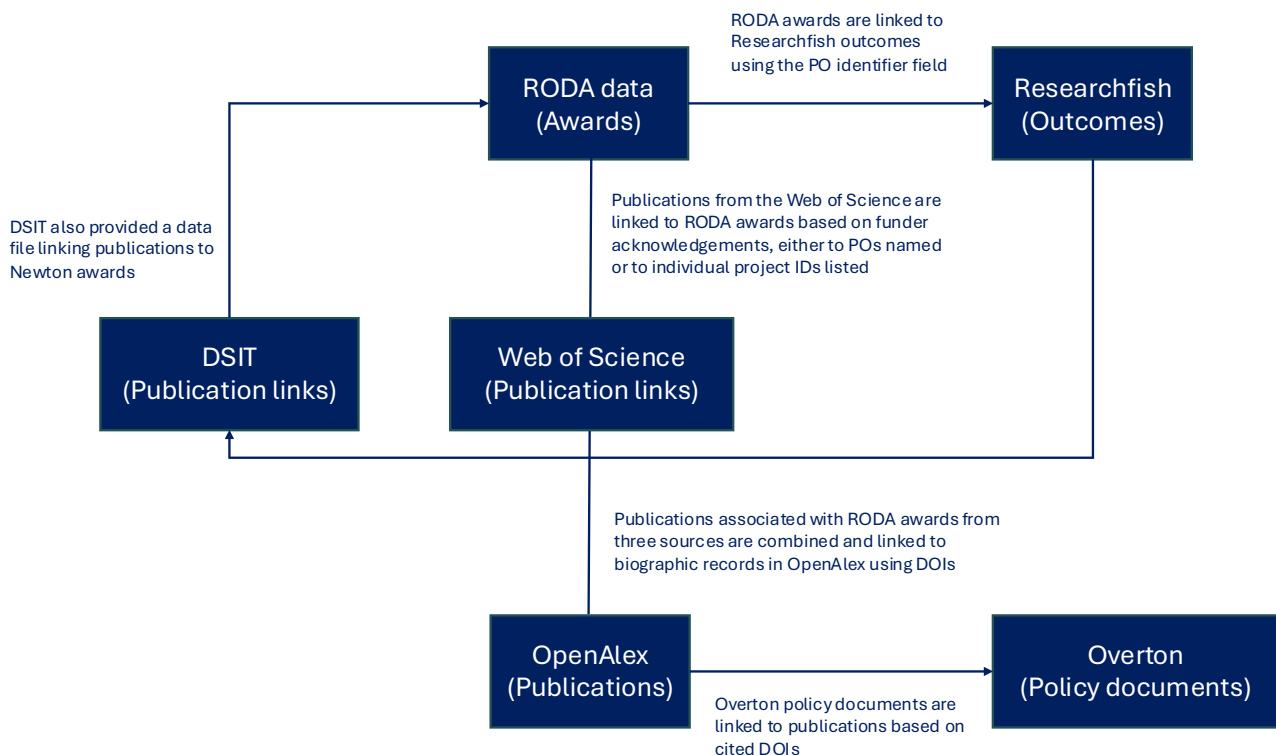 RODA awards are linked to
Researchfish outcomes
using the PO identifier field
RODA data
(Awards)
Researchfish
(Outcomes)
DSIT also provided a data
file linking publications to
Newton awards
Publications from the Web of Science are
linked to RODA awards based on funder
acknowledgements, either to POs named
or to individual project IDs listed
DSIT
(Publication links)
Web of Science
(Publication links)
Publications associated with RODA awards from
three sources are combined and linked to
biographic records in OpenAlex using DOIs
OpenAlex
(Publications)
Overton
(Policy documents)
Overton policy documents are
linked to publications based on
cited DOIs